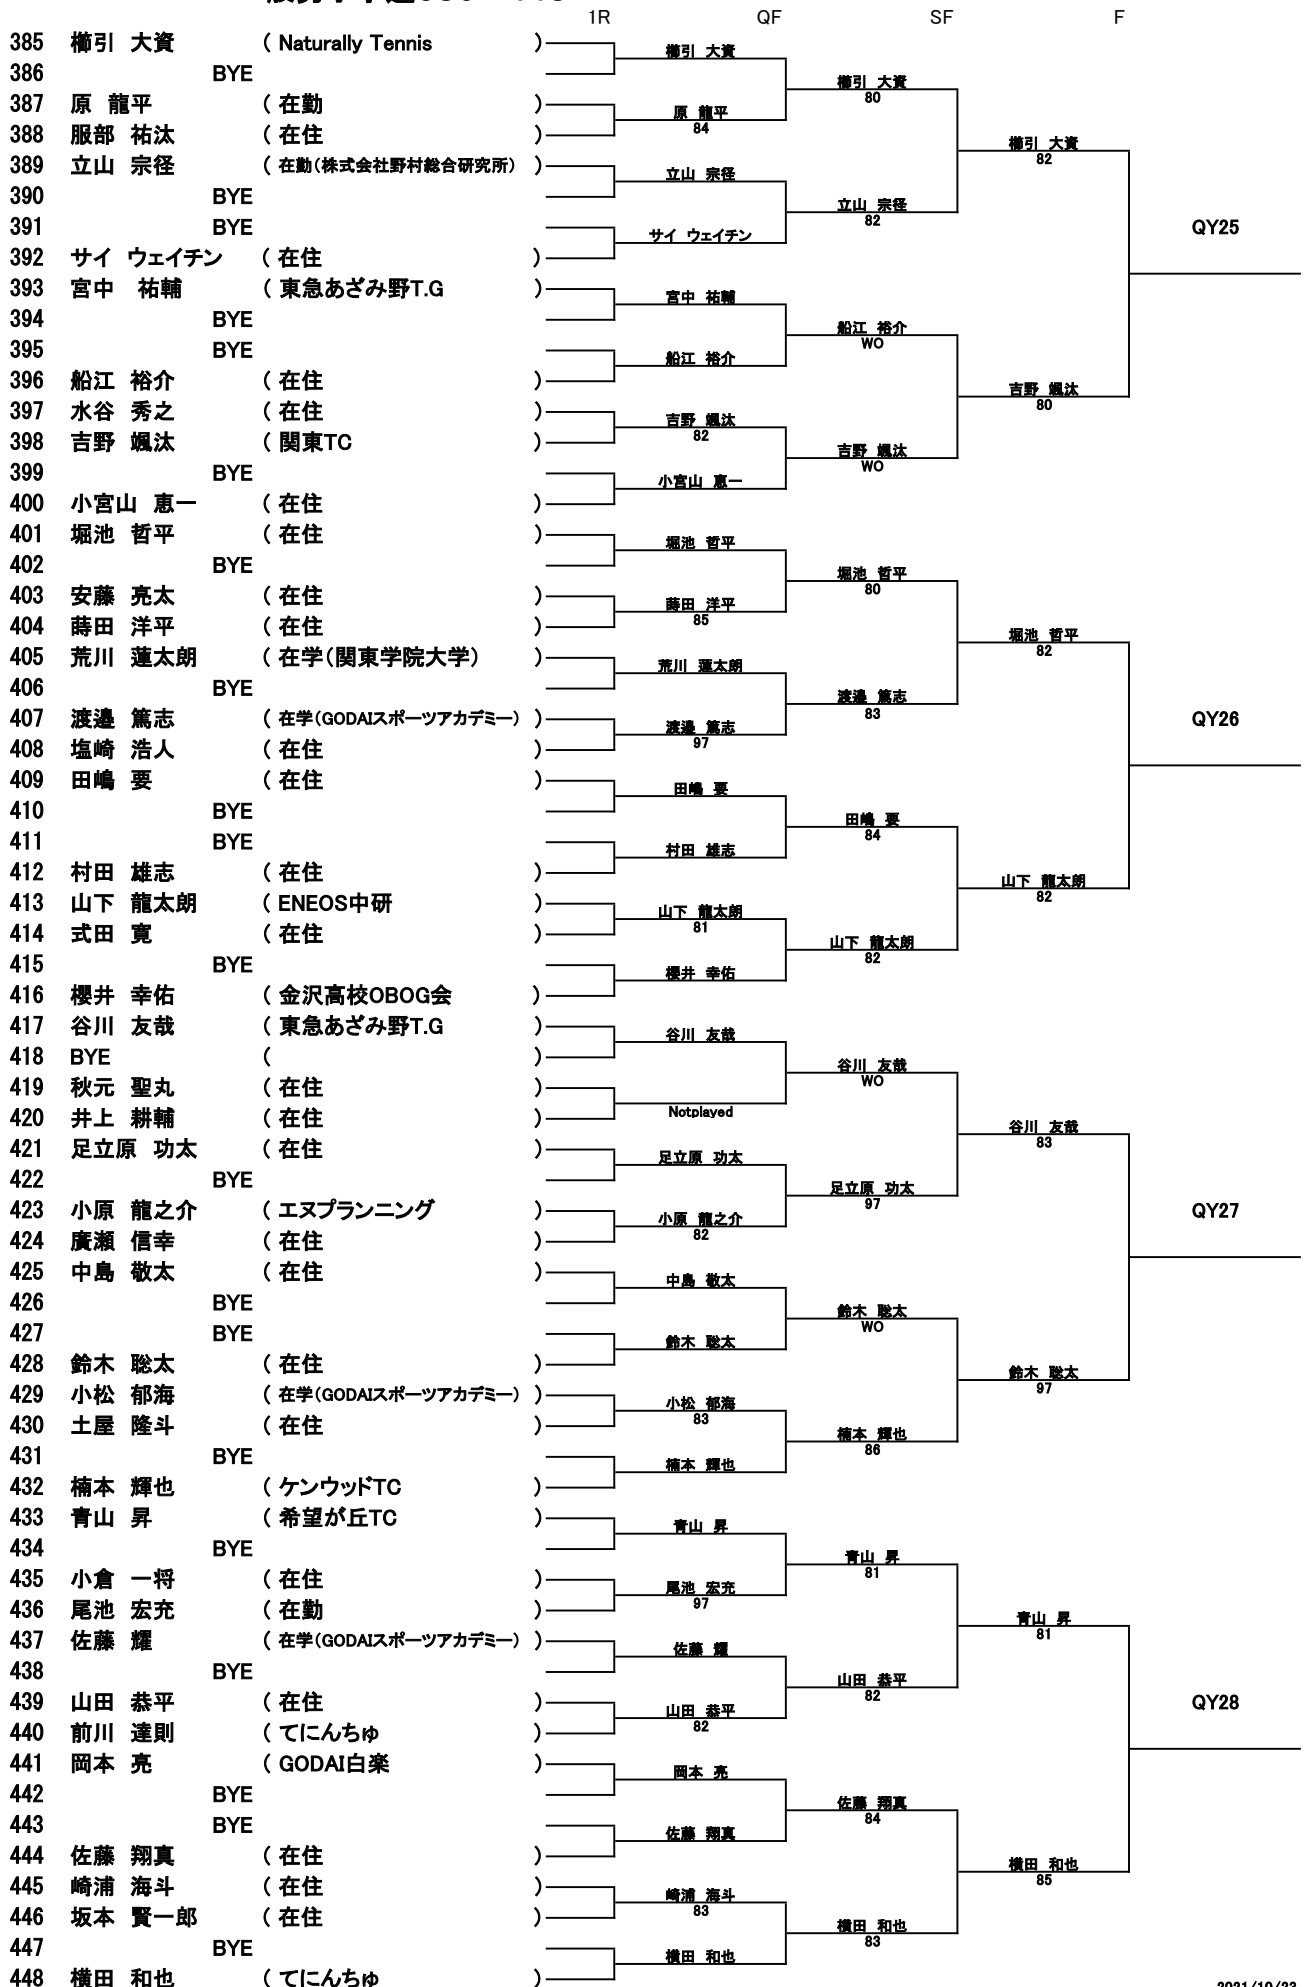 1R QF SF F
385 櫛引 大資 ( Naturally Tennis )
櫛引 大資
386 BYE
櫛引 大資
80
387 原 龍平 ( 在勤 )
原 龍平
84
388 服部 祐汰 ( 在住 )
櫛引 大資
82
389 立山 宗径 ( 在勤(株式会社野村総合研究所) )
立山 宗径
390 BYE
立山 宗径
82
391 BYE
QY25
サイ ウェイチン
392 サイ ウェイチン ( 在住 )
393 宮中 祐輔 ( 東急あざみ野T.G )
宮中 祐輔
394 BYE
船江 裕介
WO
395 BYE
船江 裕介
396 船江 裕介 ( 在住 )
吉野 颯汰
80
397 水谷 秀之 ( 在住 )
吉野 颯汰
82
398 吉野 颯汰 ( 関東TC )
吉野 颯汰
WO
399 BYE
小宮山 恵一
400 小宮山 恵一 ( 在住 )
401 堀池 哲平 ( 在住 )
堀池 哲平
402 BYE
堀池 哲平
80
403 安藤 亮太 ( 在住 )
蒔田 洋平
85
404 蒔田 洋平 ( 在住 )
堀池 哲平
82
405 荒川 蓮太朗 ( 在学(関東学院大学) )
荒川 蓮太朗
406 BYE
渡邉 篤志
83
407 渡邉 篤志 ( 在学(GODAIスポーツアカデミー) )
QY26
渡邉 篤志
97
408 塩崎 浩人 ( 在住 )
409 田嶋 要 ( 在住 )
田嶋 要
410 BYE
田嶋 要
84
411 BYE
村田 雄志
412 村田 雄志 ( 在住 )
山下 龍太朗
82
413 山下 龍太朗 ( ENEOS中研 )
山下 龍太朗
81
414 式田 寛 ( 在住 )
山下 龍太朗
82
415 BYE
櫻井 幸佑
416 櫻井 幸佑 ( 金沢高校OBOG会 )
417 谷川 友哉 ( 東急あざみ野T.G )
谷川 友哉
418 BYE ( )
谷川 友哉
WO
419 秋元 聖丸 ( 在住 )
Notplayed
420 井上 耕輔 ( 在住 )
谷川 友哉
83
421 足立原 功太 ( 在住 )
足立原 功太
422 BYE
足立原 功太
97
423 小原 龍之介 ( エヌプランニング )
QY27
小原 龍之介
82
424 廣瀬 信幸 ( 在住 )
425 中島 敬太 ( 在住 )
中島 敬太
426 BYE
鈴木 聡太
WO
427 BYE
鈴木 聡太
428 鈴木 聡太 ( 在住 )
鈴木 聡太
97
429 小松 郁海 ( 在学(GODAIスポーツアカデミー) )
小松 郁海
83
430 土屋 隆斗 ( 在住 )
楠本 輝也
86
431 BYE
楠本 輝也
432 楠本 輝也 ( ケンウッドTC )
433 青山 昇 ( 希望が丘TC )
青山 昇
434 BYE
青山 昇
81
435 小倉 一将 ( 在住 )
尾池 宏充
97
436 尾池 宏充 ( 在勤 )
青山 昇
81
437 佐藤 耀 ( 在学(GODAIスポーツアカデミー) )
佐藤 耀
438 BYE
山田 恭平
82
439 山田 恭平 ( 在住 )
QY28
山田 恭平
82
440 前川 達則 ( てにんちゅ )
441 岡本 亮 ( GODAI白楽 )
岡本 亮
442 BYE
佐藤 翔真
84
443 BYE
佐藤 翔真
444 佐藤 翔真 ( 在住 )
横田 和也
85
445 崎浦 海斗 ( 在住 )
崎浦 海斗
83
446 坂本 賢一郎 ( 在住 )
横田 和也
83
447 BYE
横田 和也
448 横田 和也 ( てにんちゅ )